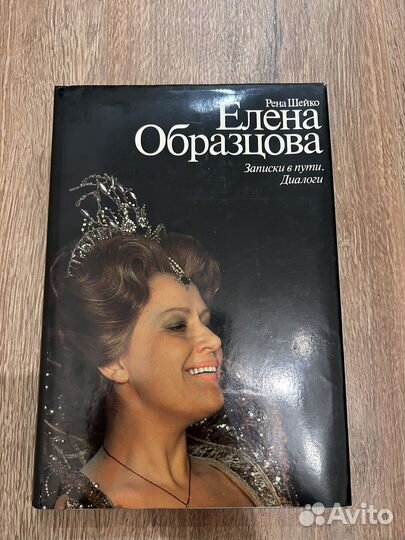 Рена Шейко
Елена
Образцова
Записки в пути.
Диалоги
Avito